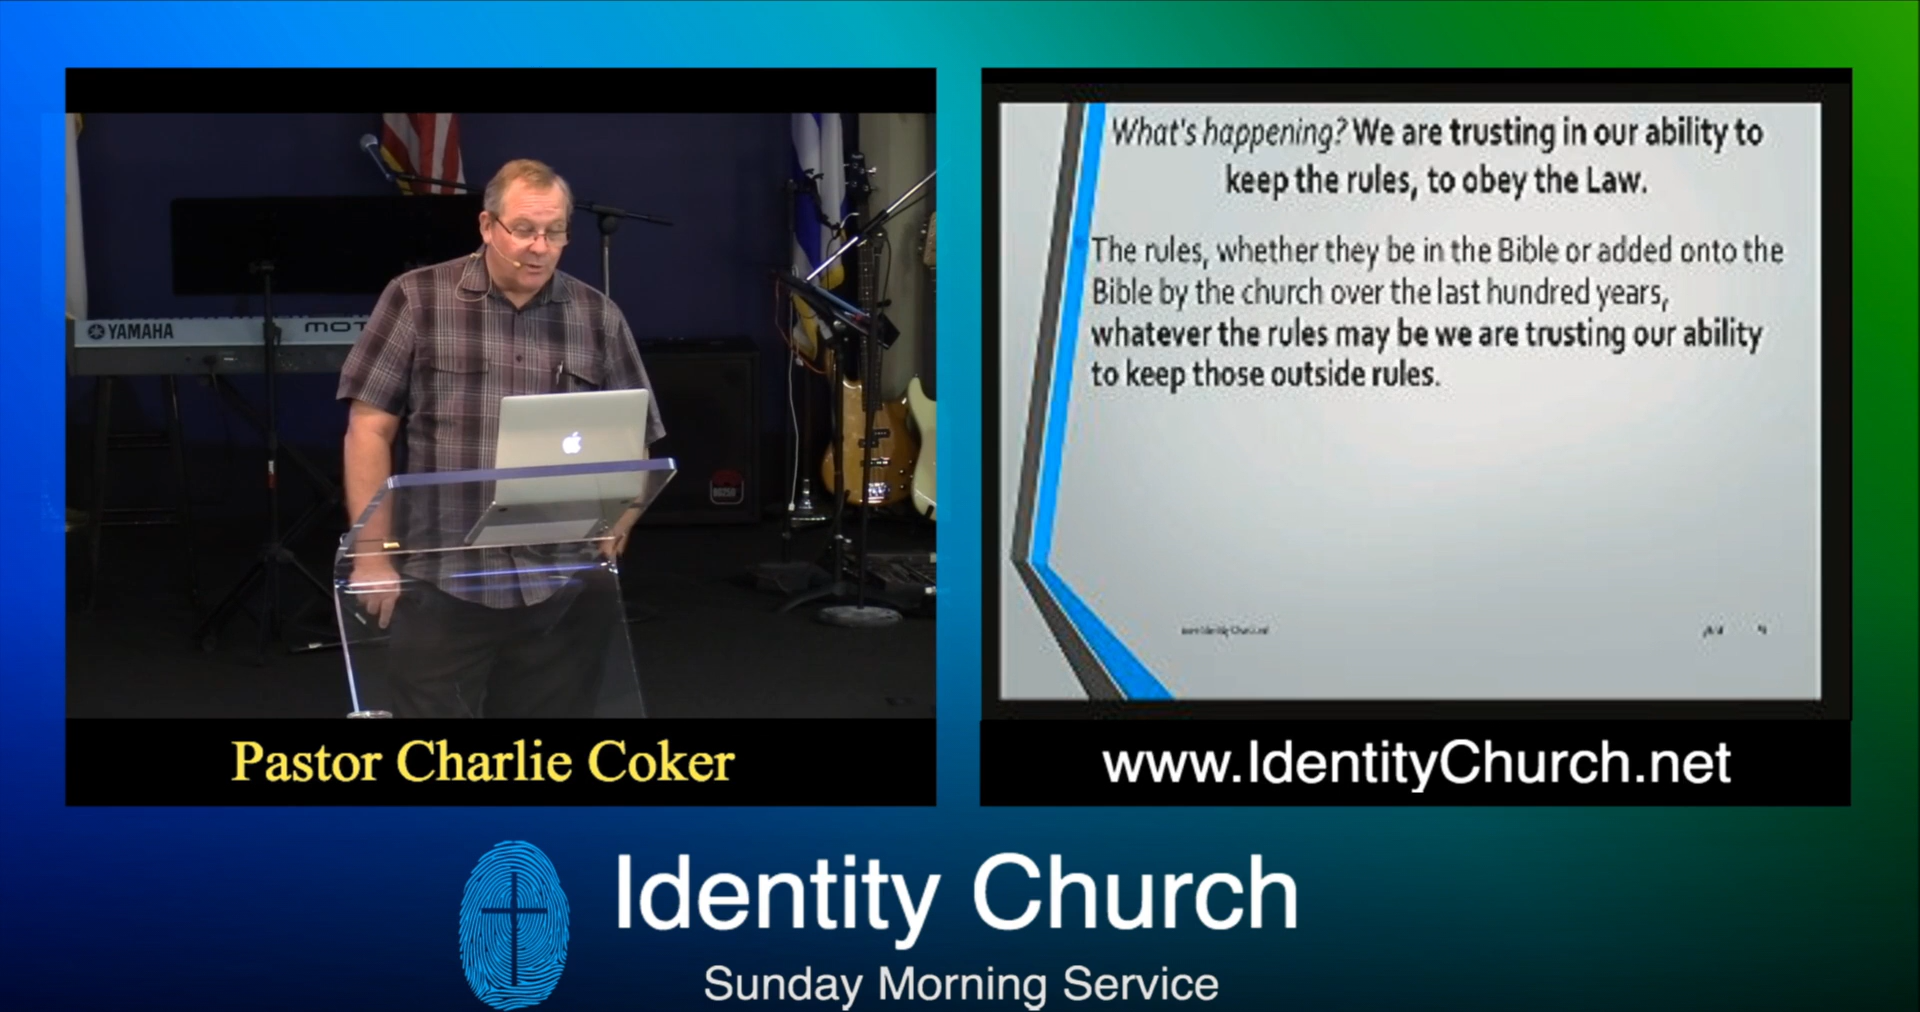 YAMAHA
MOT
What's happening? We are trusting in our ability to
keep the rules, to obey the Law.
The rules, whether they be in the Bible or added onto the
Bible by the church over the last hundred years,
whatever the rules may be we are trusting our ability
to keep those outside rules.
Pastor Charlie Coker
www.IdentityChurch.net
Identity Church
Sunday Morning Service